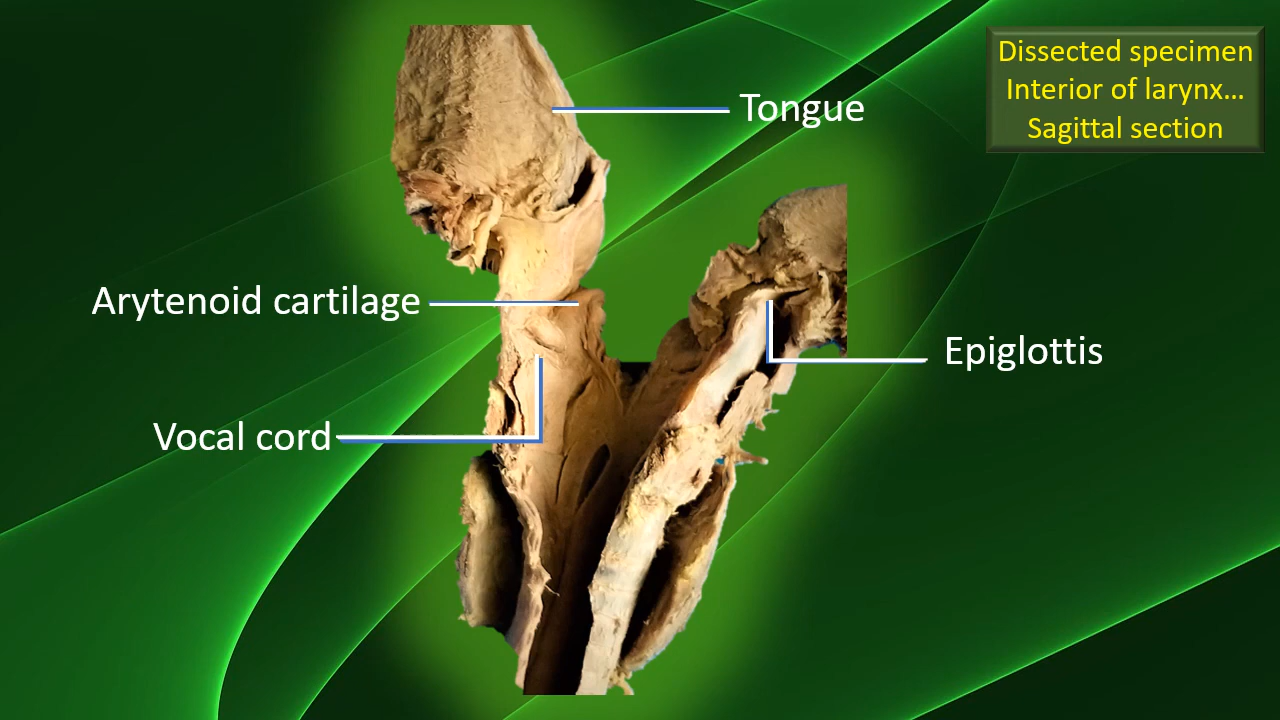 Dissected specimen
Interior of larynx...
Sagittal section
Tongue
Arytenoid cartilage
Epiglottis
Vocal cord